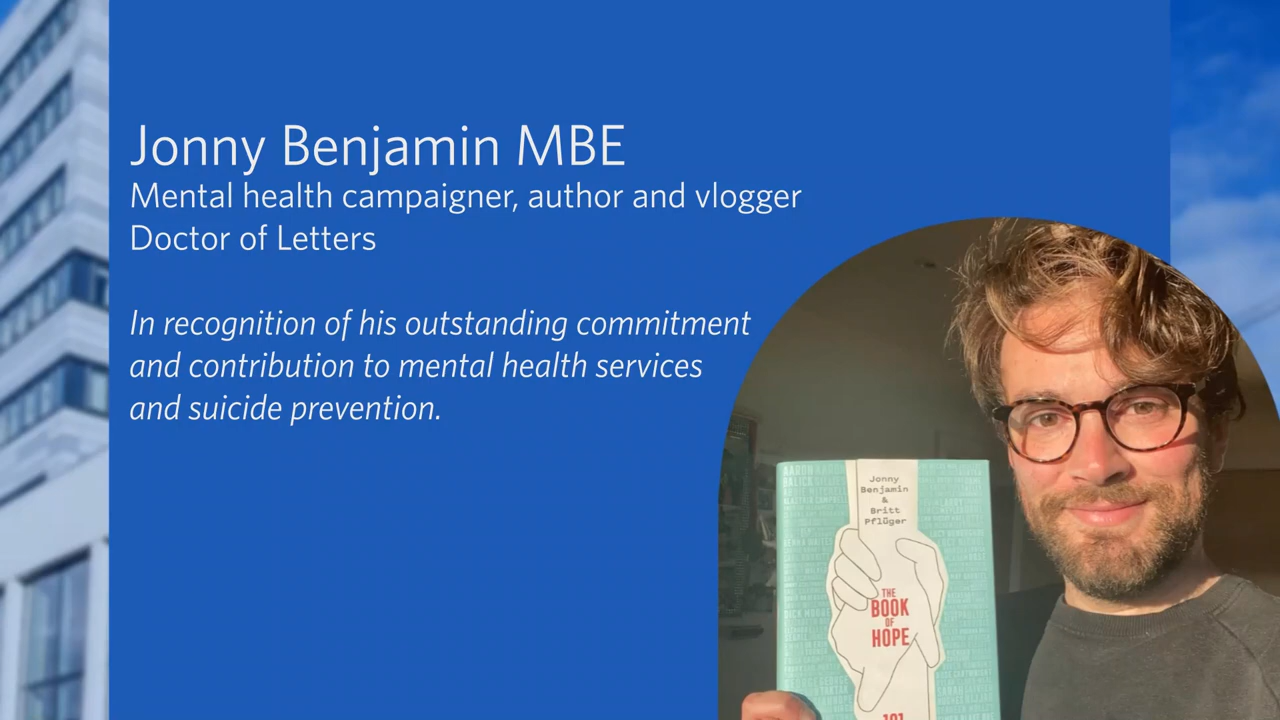 Jonny Benjamin MBE
Mental health campaigner, author and vlogger
Doctor of Letters
In recognition of his outstanding commitment
and contribution to mental health services
and suicide prevention.
Jonny
Benjamin
&
Britt
Pflüger
THE
BOOK
OF
HOPE
101